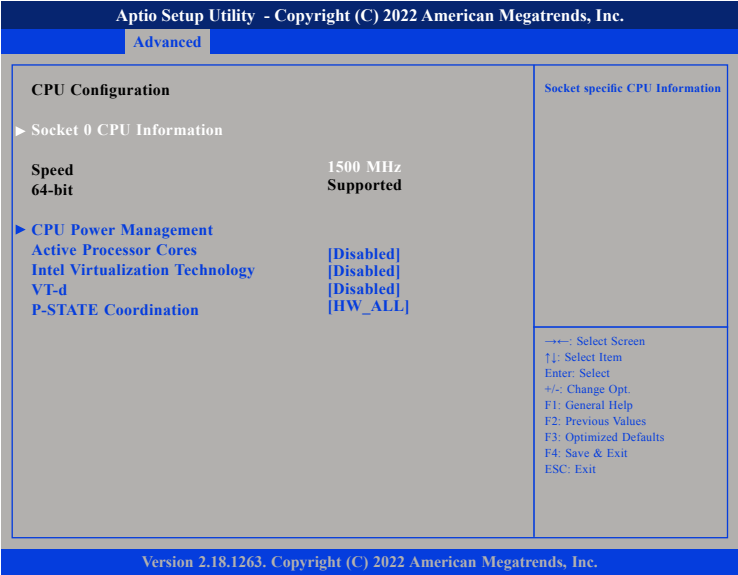 Aptio Setup Utility - Copyright (C) 2022 American Megatrends, Inc.
Advanced
CPU Configuration
► Socket 0 CPU Information
Speed 1500 MHz
64-bit Supported
► CPU Power Management
Active Processor Cores [Disabled]
Intel Virtualization Technology [Disabled]
VT-d [Disabled]
P-STATE Coordination [HW_ALL]
Socket specific CPU Information
→←: Select Screen
↑↓: Select Item
Enter: Select
+/-: Change Opt.
F1: General Help
F2: Previous Values
F3: Optimized Defaults
F4: Save & Exit
ESC: Exit
Version 2.18.1263. Copyright (C) 2022 American Megatrends, Inc.